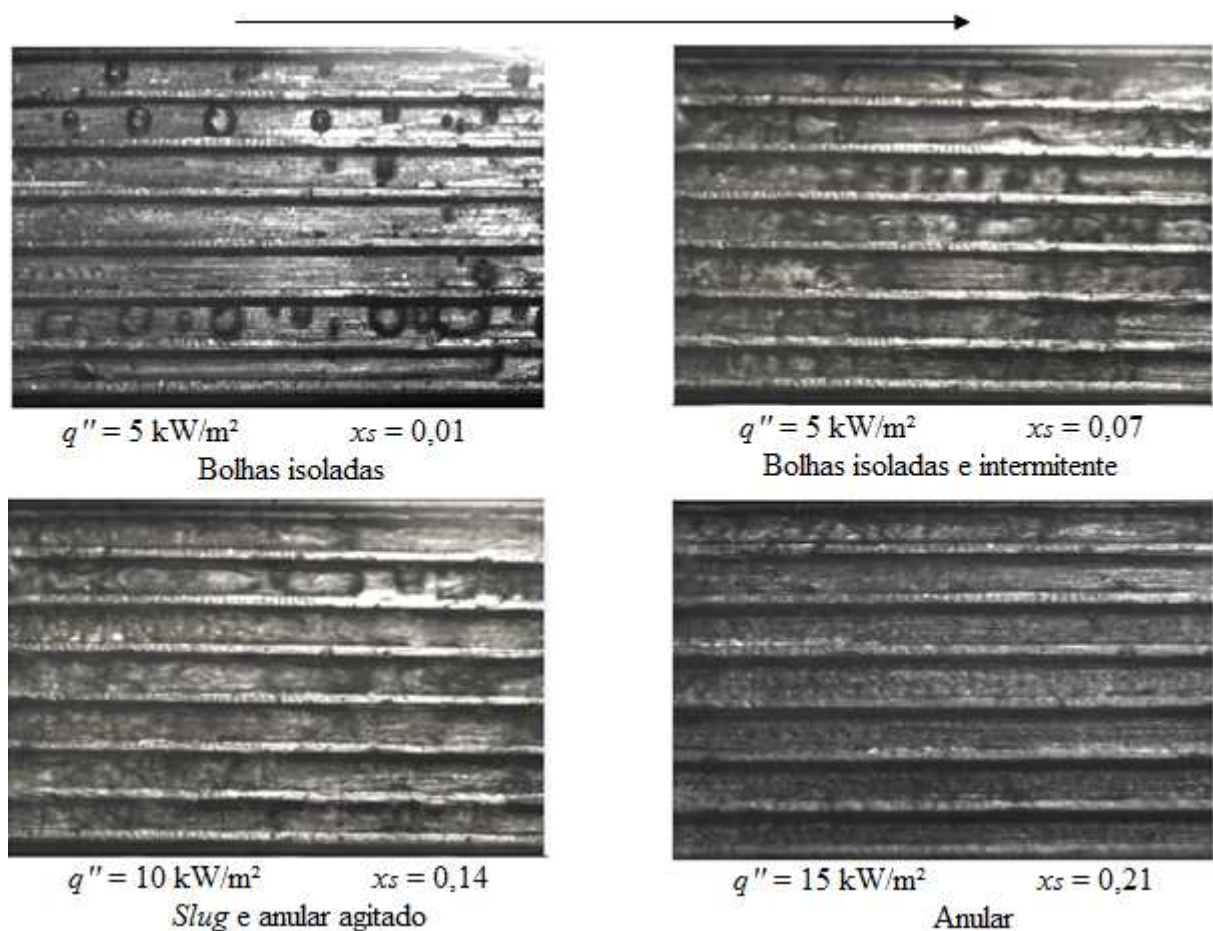 q" = 5 kW/m² xs = 0,01
Bolhas isoladas
q" = 5 kW/m² xs = 0,07
Bolhas isoladas e intermitente
q" = 10 kW/m² xs = 0,14
Slug e anular agitado
q" = 15 kW/m² xs = 0,21
Anular